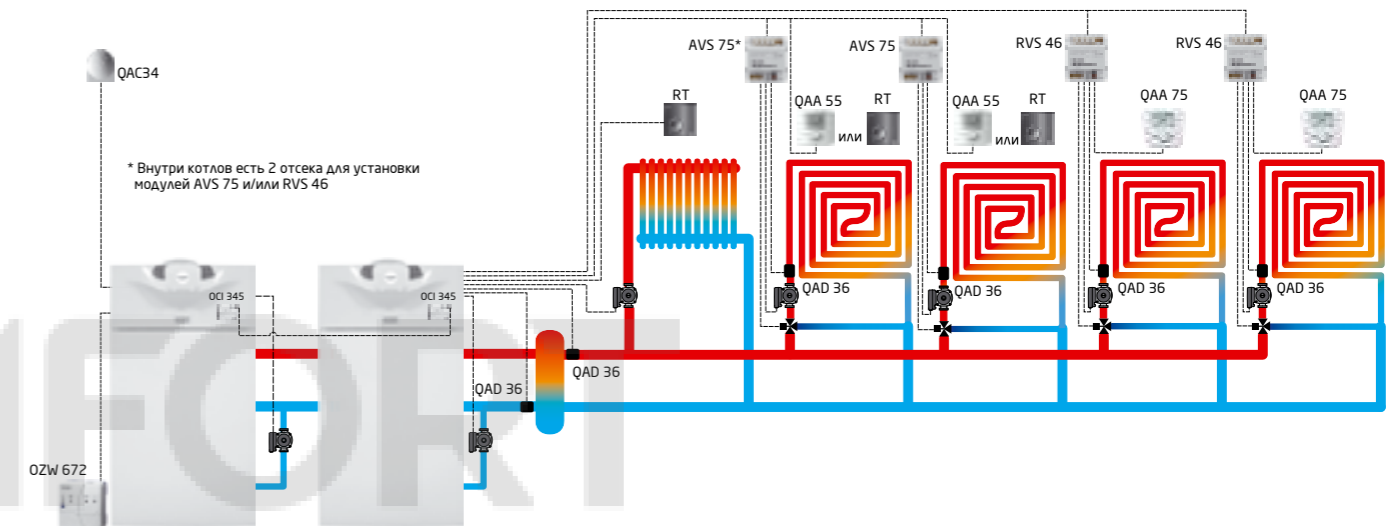 AVS 75*
AVS 75
RVS 46
RVS 46
QAC34
RT
QAA 55
или
RT
QAA 55
или
RT
QAA 75
QAA 75
* Внутри котлов есть 2 отсека для установки
модулей AVS 75 и/или RVS 46
OCI 345
OCI 345
QAD 36
QAD 36
QAD 36
QAD 36
QAD 36
QAD 36
OZW 672
MFORT